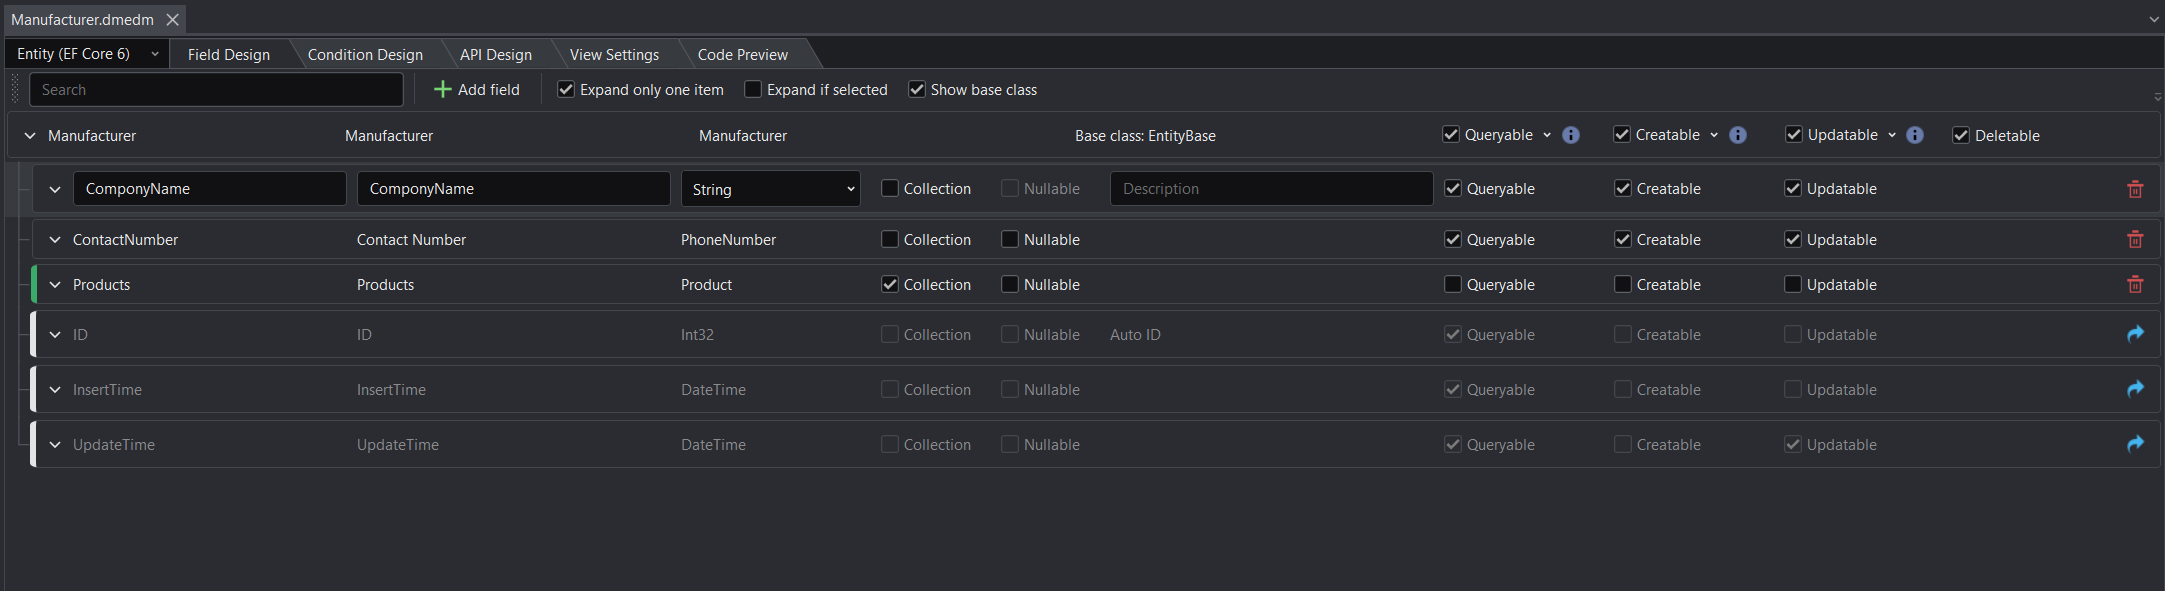 Manufacturer.dmedm
Entity (EF Core 6) Field Design Condition Design API Design View Settings Code Preview
Search Add field Expand only one item Expand if selected Show base class
Manufacturer Manufacturer Manufacturer Base class: EntityBase Queryable Creatable Updatable Deletable
ComponyName ComponyName String Collection Nullable Description Queryable Creatable Updatable
ContactNumber Contact Number PhoneNumber Collection Nullable Queryable Creatable Updatable
Products Products Product Collection Nullable Queryable Creatable Updatable
ID ID Int32 Collection Nullable Auto ID Queryable Creatable Updatable
InsertTime InsertTime DateTime Collection Nullable Queryable Creatable Updatable
UpdateTime UpdateTime DateTime Collection Nullable Queryable Creatable Updatable